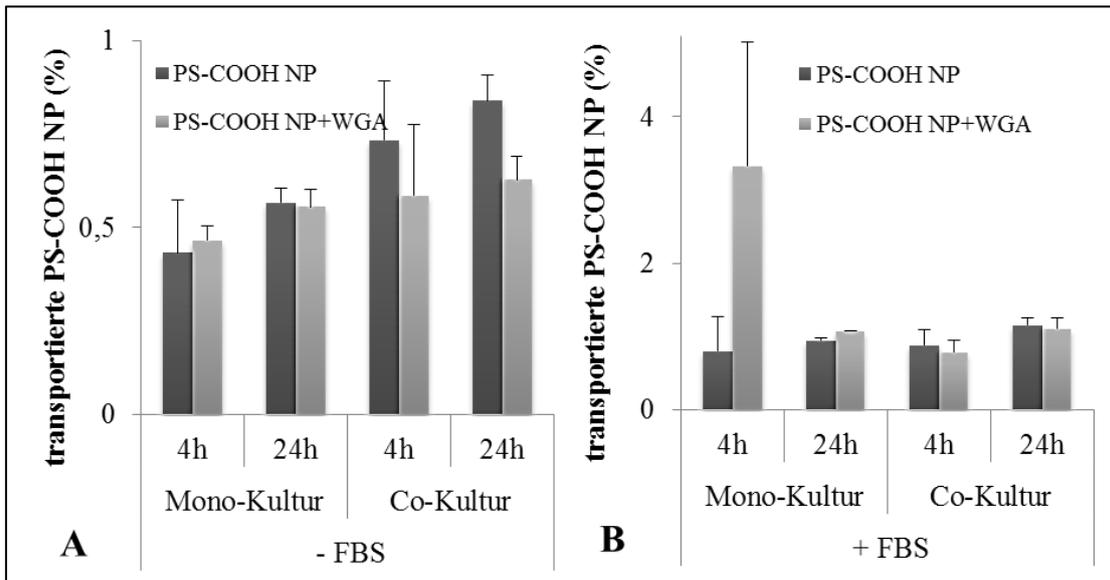 transportierte PS-COOH NP (%)
1
0,5
0
PS-COOH NP
PS-COOH NP+WGA
4h 24h 4h 24h
Mono-Kultur Co-Kultur
- FBS
A
transportierte PS-COOH NP (%)
4
2
0
PS-COOH NP
PS-COOH NP+WGA
4h 24h 4h 24h
Mono-Kultur Co-Kultur
+ FBS
B